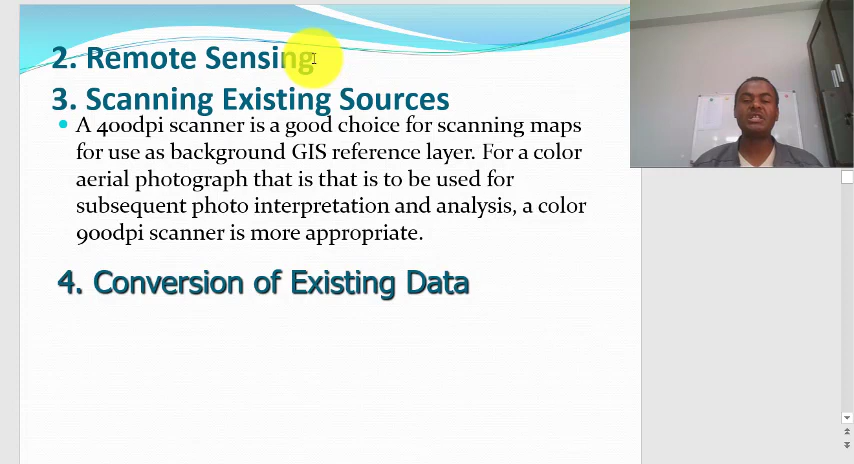 2. Remote Sensing
3. Scanning Existing Sources
• A 400dpi scanner is a good choice for scanning maps
for use as background GIS reference layer. For a color
aerial photograph that is that is to be used for
subsequent photo interpretation and analysis, a color
900dpi scanner is more appropriate.
4. Conversion of Existing Data